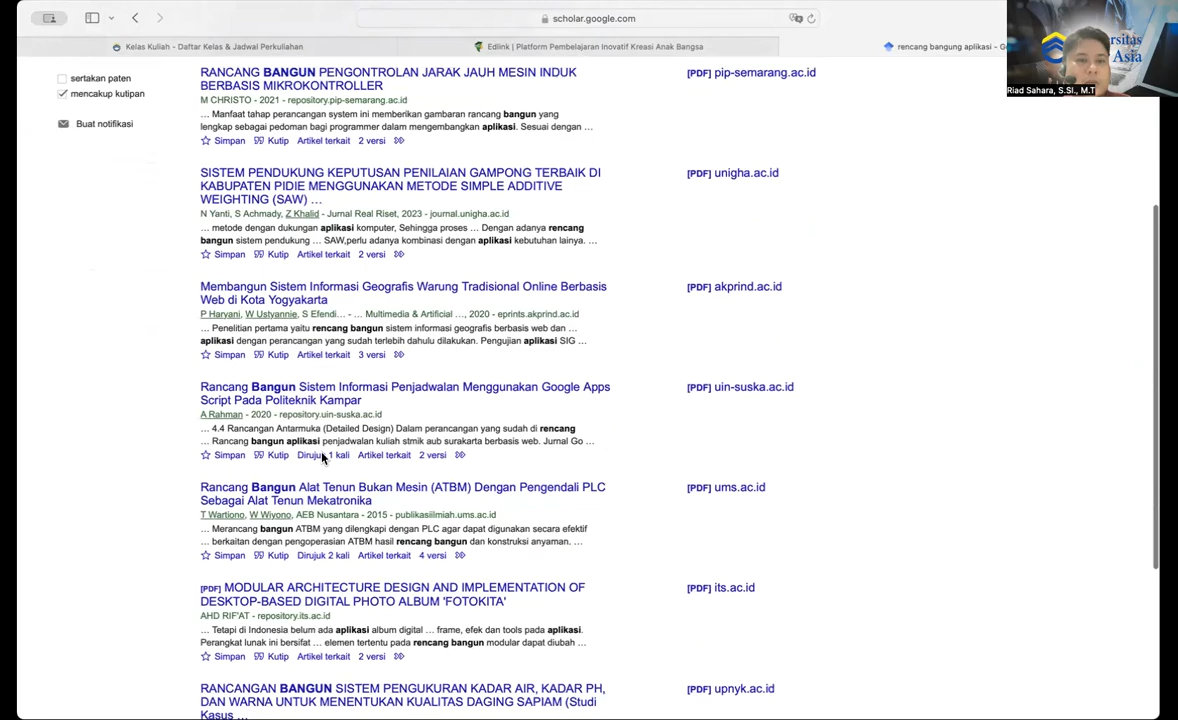 scholar.google.com
Kelas Kuliah - Daftar Kelas & Jadwal Perkuliahan
Edlink | Platform Pembelajaran Inovatif Kreasi Anak Bangsa
rencang bangung aplikasi - G
Riad Sahara, S.SI., M.T
sertakan paten
mencakup kutipan
Buat notifikasi
RANCANG BANGUN PENGONTROLAN JARAK JAUH MESIN INDUK
BERBASIS MIKROKONTROLLER
[PDF] pip-semarang.ac.id
M CHRISTO - 2021 - repository.pip-semarang.ac.id
... Manfaat tahap perancangan system ini memberikan gambaran rancang bangun yang
lengkap sebagai pedoman bagi programmer dalam mengembangkan aplikasi. Sesuai dengan ...
Simpan Kutip Artikel terkait 2 versi
SISTEM PENDUKUNG KEPUTUSAN PENILAIAN GAMPONG TERBAIK DI
KABUPATEN PIDIE MENGGUNAKAN METODE SIMPLE ADDITIVE
WEIGHTING (SAW) ...
[PDF] unigha.ac.id
N Yanti, S Achmady, Z Khalid - Jurnal Real Riset, 2023 - journal.unigha.ac.id
... metode dengan dukungan aplikasi komputer, Sehingga proses ... Dengan adanya rencang
bangun sistem pendukung ... SAW,perlu adanya kombinasi dengan aplikasi kebutuhan lainya. ...
Simpan Kutip Artikel terkait 2 versi
Membangun Sistem Informasi Geografis Warung Tradisional Online Berbasis
Web di Kota Yogyakarta
[PDF] akprind.ac.id
P Haryani, W Ustyannie, S Efendi... - ... Multimedia & Artificial ..., 2020 - eprints.akprind.ac.id
... Penelitian pertama yaitu rencang bangun sistem informasi geografis berbasis web dan ...
aplikasi dengan perancangan yang sudah terlebih dahulu dilakukan. Pengujian aplikasi SIG ...
Simpan Kutip Artikel terkait 3 versi
Rancang Bangun Sistem Informasi Penjadwalan Menggunakan Google Apps
Script Pada Politeknik Kampar
[PDF] uin-suska.ac.id
A Rahman - 2020 - repository.uin-suska.ac.id
... 4.4 Rancangan Antarmuka (Detailed Design) Dalam perancangan yang sudah di rencang
... Rancang bangun aplikasi penjadwalan kuliah stmik aub surakarta berbasis web. Jurnal Go ...
Simpan Kutip Dirujuk 1 kali Artikel terkait 2 versi
Rancang Bangun Alat Tenun Bukan Mesin (ATBM) Dengan Pengendali PLC
Sebagai Alat Tenun Mekatronika
[PDF] ums.ac.id
T Wartiono, W Wiyono, AEB Nusantara - 2015 - publikasiilmiah.ums.ac.id
... Merancang bangun ATBM yang dilengkapi dengan PLC agar dapat digunakan secara efektif
... berkaitan dengan pengoperasian ATBM hasil rencang bangun dan konstruksi anyaman. ...
Simpan Kutip Dirujuk 2 kali Artikel terkait 4 versi
[PDF] MODULAR ARCHITECTURE DESIGN AND IMPLEMENTATION OF
DESKTOP-BASED DIGITAL PHOTO ALBUM 'FOTOKITA'
[PDF] its.ac.id
AHD RIF'AT - repository.its.ac.id
... Tetapi di Indonesia belum ada aplikasi album digital ... frame, efek dan tools pada aplikasi.
Perangkat lunak ini bersifat ... elemen tertentu pada rencang bangun modular dapat diubah ...
Simpan Kutip Artikel terkait 2 versi
RANCANGAN BANGUN SISTEM PENGUKURAN KADAR AIR, KADAR PH,
DAN WARNA UNTUK MENENTUKAN KUALITAS DAGING SAPIAM (Studi
Kasus ...
[PDF] upnyk.ac.id